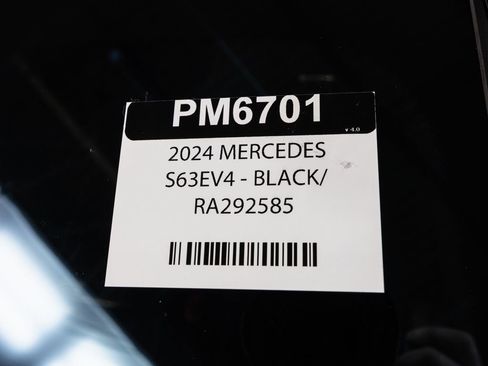 PM6701
v 4.0
2024 MERCEDES
S63EV4 - BLACK/
RA292585